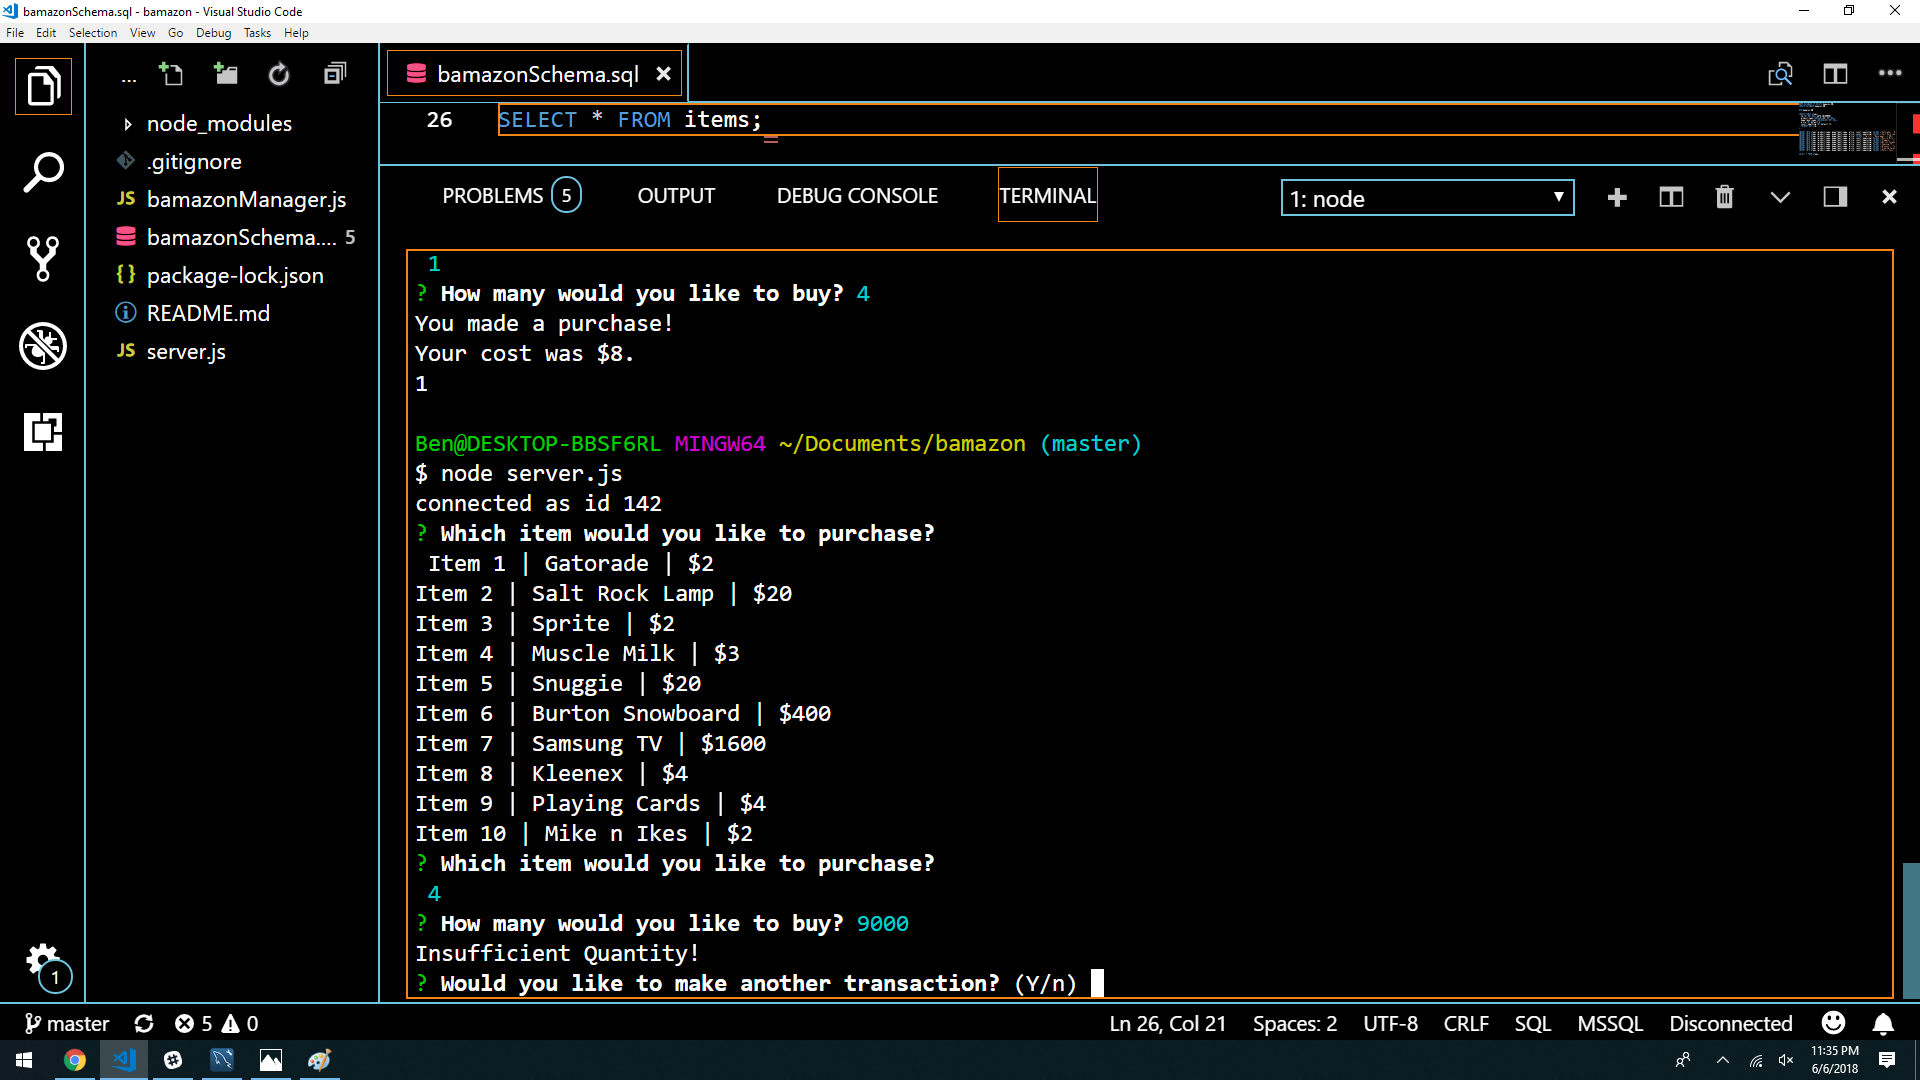 bamazonSchema.sql - bamazon - Visual Studio Code
File Edit Selection View Go Debug Tasks Help
...
bamazonSchema.sql
node_modules
.gitignore
JS bamazonManager.js
bamazonSchema.... 5
{} package-lock.json
README.md
JS server.js
1
26 SELECT * FROM items;
PROBLEMS 5 OUTPUT DEBUG CONSOLE TERMINAL 1: node
1
? How many would you like to buy? 4
You made a purchase!
Your cost was $8.
1
Ben@DESKTOP-BBSF6RL MINGW64 ~/Documents/bamazon (master)
$ node server.js
connected as id 142
? Which item would you like to purchase?
Item 1 | Gatorade | $2
Item 2 | Salt Rock Lamp | $20
Item 3 | Sprite | $2
Item 4 | Muscle Milk | $3
Item 5 | Snuggie | $20
Item 6 | Burton Snowboard | $400
Item 7 | Samsung TV | $1600
Item 8 | Kleenex | $4
Item 9 | Playing Cards | $4
Item 10 | Mike n Ikes | $2
? Which item would you like to purchase?
4
? How many would you like to buy? 9000
Insufficient Quantity!
? Would you like to make another transaction? (Y/n)
master 5 0 Ln 26, Col 21 Spaces: 2 UTF-8 CRLF SQL MSSQL Disconnected
11:35 PM
6/6/2018